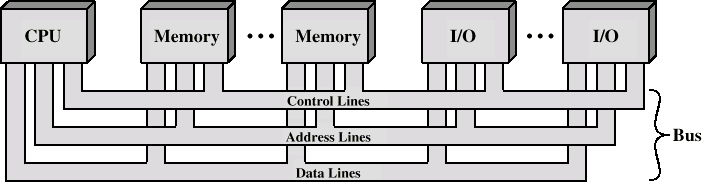 CPU Memory ••• Memory I/O ••• I/O
Control Lines
Address Lines
Bus
Data Lines